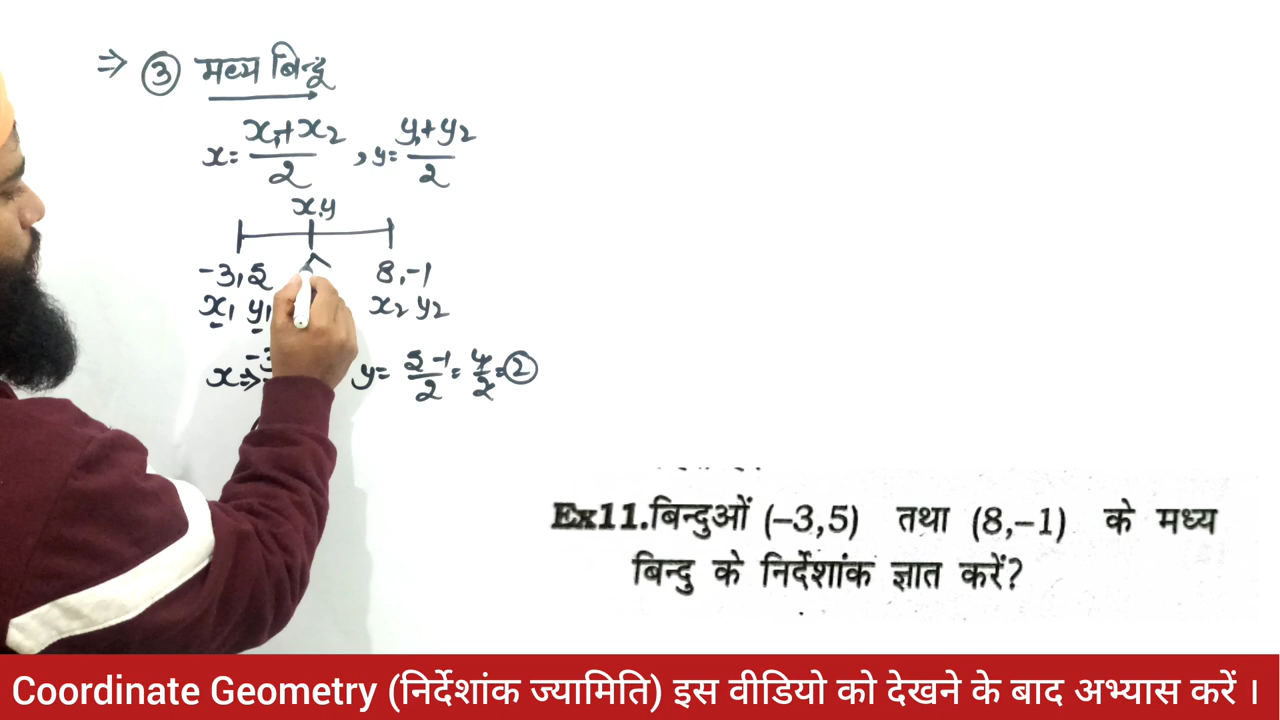 ⇒ ③ मध्य बिन्दू
x = x₁+x₂/2 , y = y₁+y₂/2
x,y
-3,5 8,-1
x₁ y₁ x₂ y₂
x ⇒ -3 y = 5-1/2 = 4/2 = ②
Ex11.बिन्दुओं (–3,5) तथा (8,–1) के मध्य
बिन्दु के निर्देशांक ज्ञात करें?
Coordinate Geometry (निर्देशांक ज्यामिति) इस वीडियो को देखने के बाद अभ्यास करें ।